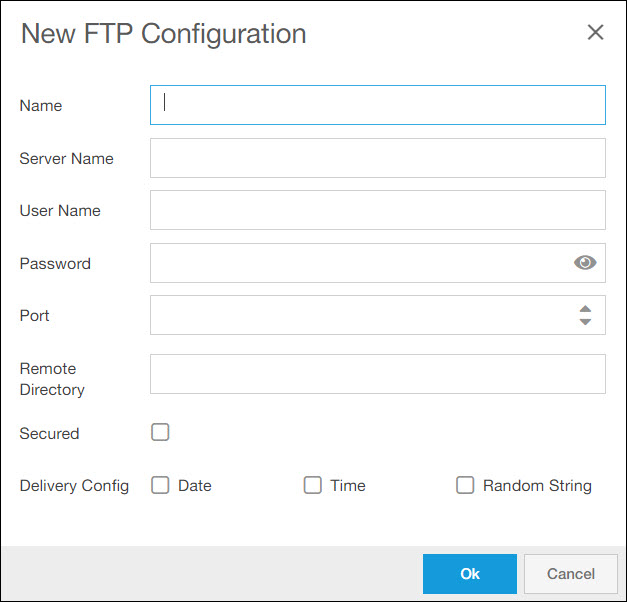 New FTP Configuration
Name
Server Name
User Name
Password
Port
Remote
Directory
Secured
Delivery Config Date Time Random String
Ok Cancel